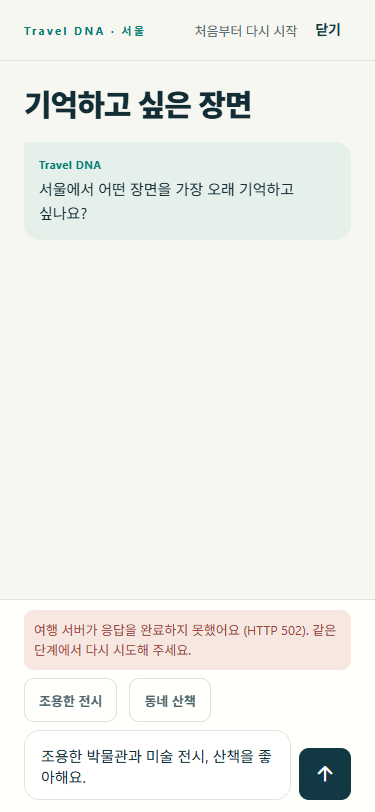 Travel DNA · 서울
처음부터 다시 시작
닫기
기억하고 싶은 장면
Travel DNA
서울에서 어떤 장면을 가장 오래 기억하고
싶나요?
여행 서버가 응답을 완료하지 못했어요 (HTTP 502). 같은
단계에서 다시 시도해 주세요.
조용한 전시
동네 산책
조용한 박물관과 미술 전시, 산책을 좋
아해요.